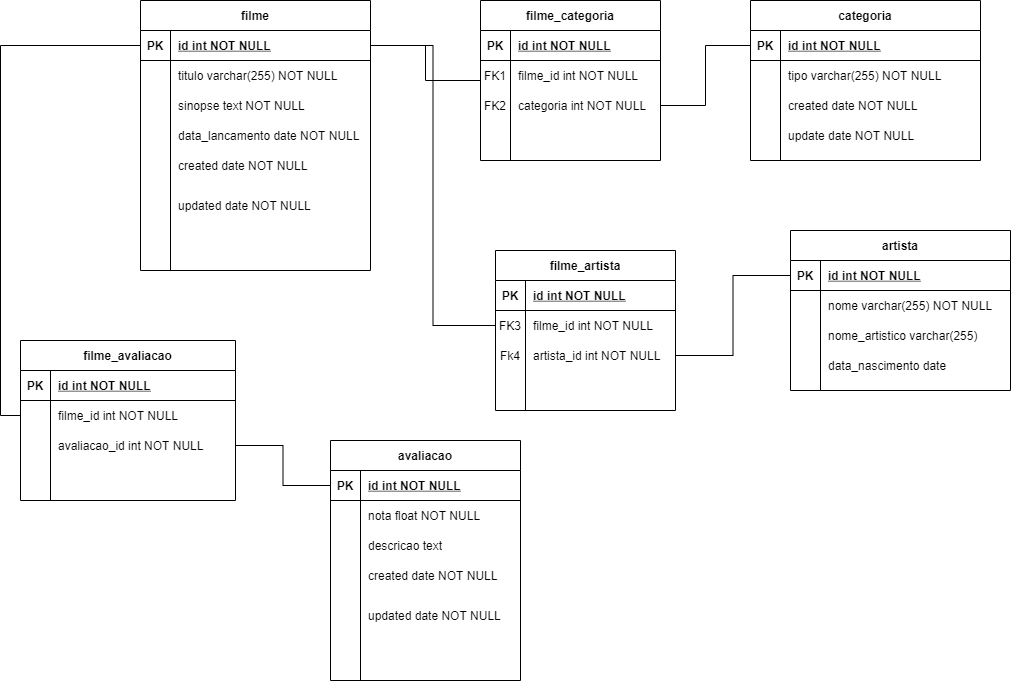 filme
PK id int NOT NULL
titulo varchar(255) NOT NULL
sinopse text NOT NULL
data_lancamento date NOT NULL
created date NOT NULL
updated date NOT NULL
filme_categoria
PK id int NOT NULL
FK1 filme_id int NOT NULL
FK2 categoria int NOT NULL
categoria
PK id int NOT NULL
tipo varchar(255) NOT NULL
created date NOT NULL
update date NOT NULL
filme_artista
PK id int NOT NULL
FK3 filme_id int NOT NULL
Fk4 artista_id int NOT NULL
artista
PK id int NOT NULL
nome varchar(255) NOT NULL
nome_artistico varchar(255)
data_nascimento date
filme_avaliacao
PK id int NOT NULL
filme_id int NOT NULL
avaliacao_id int NOT NULL
avaliacao
PK id int NOT NULL
nota float NOT NULL
descricao text
created date NOT NULL
updated date NOT NULL